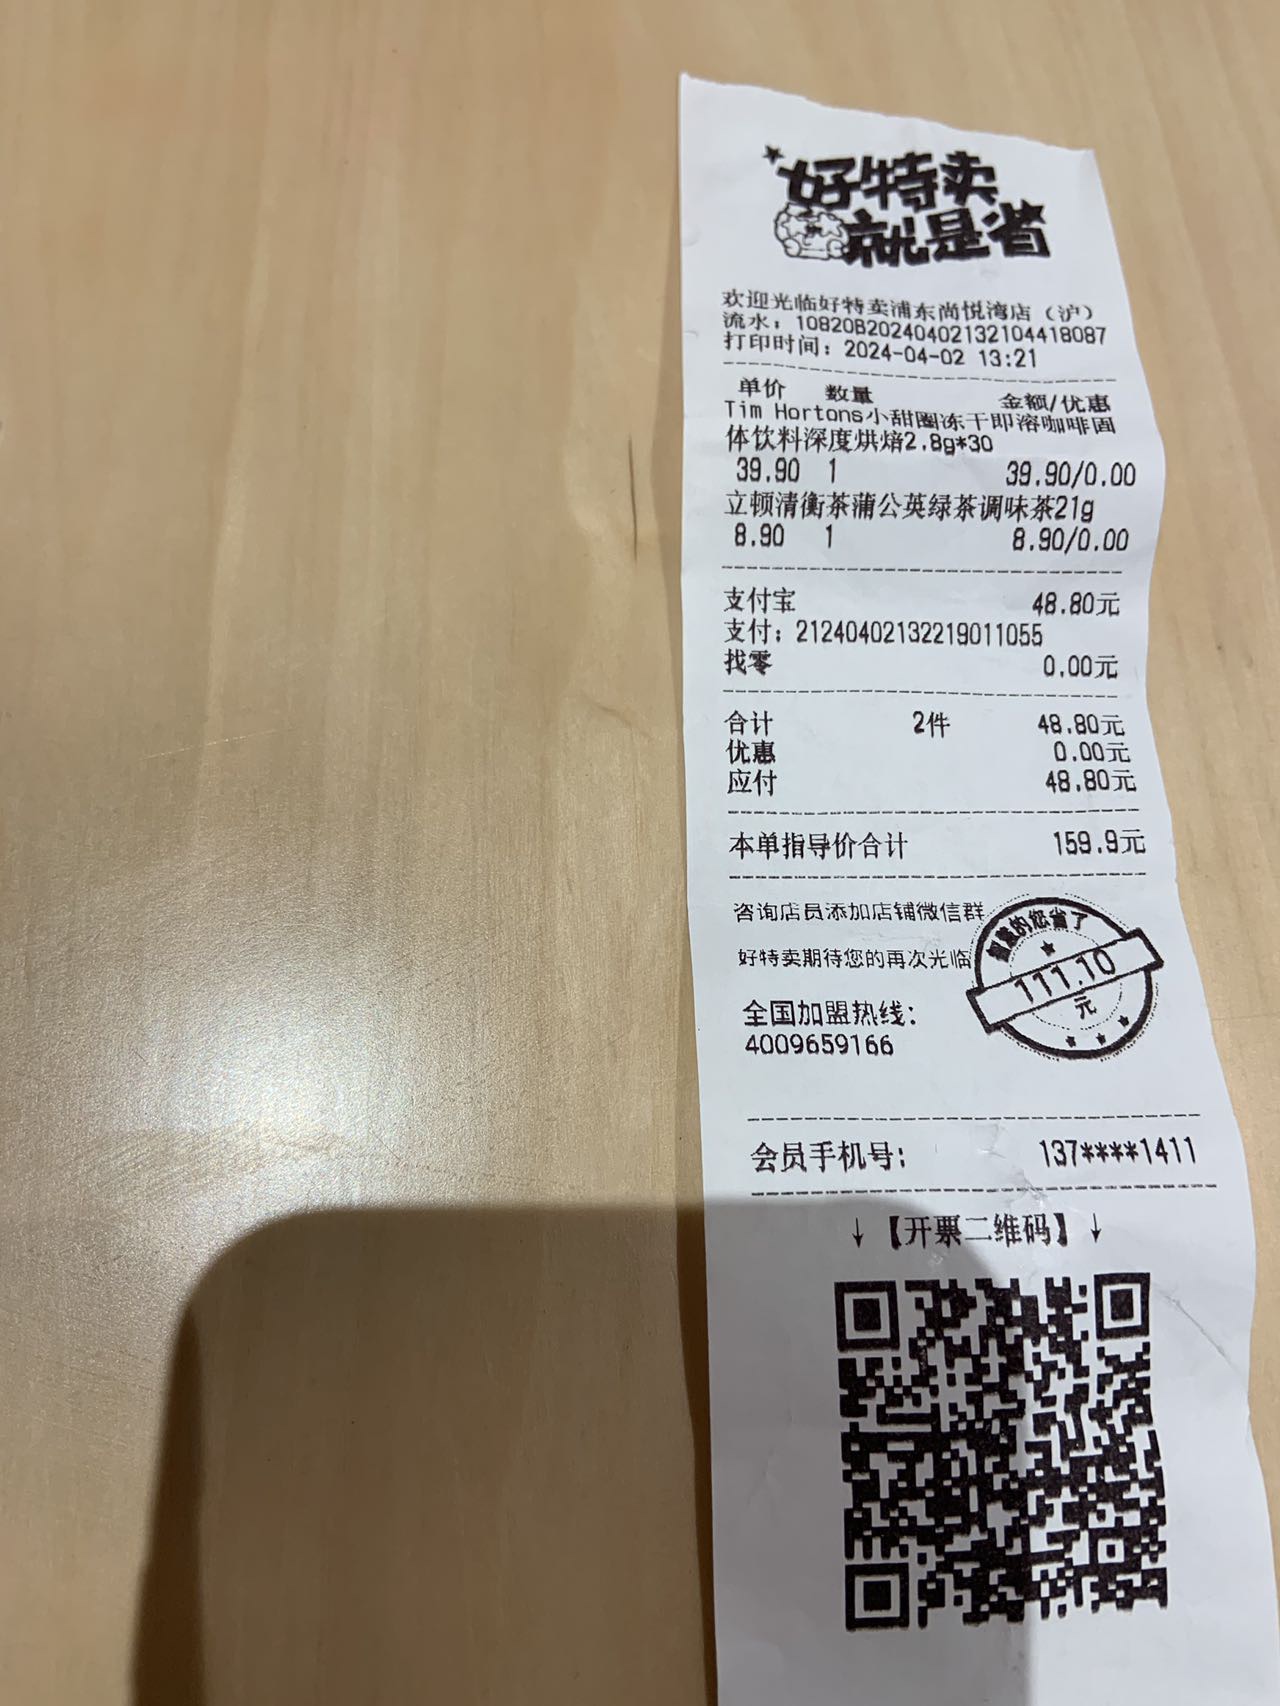 好特卖
就是省
欢迎光临好特卖浦东尚悦湾店（沪）
流水：10820B20240402132104418087
打印时间：2024-04-02 13:21
单价 数量 金额/优惠
Tim Hortons小甜圈冻干即溶咖啡固
体饮料深度烘焙2.8g*30
39.90 1 39.90/0.00
立顿清衡茶蒲公英绿茶调味茶21g
8.90 1 8.90/0.00
支付宝 48.80元
支付：21240402132219011055
找零 0.00元
合计 2件 48.80元
优惠 0.00元
应付 48.80元
本单指导价合计 159.9元
咨询店员添加店铺微信群
好特卖期待您的再次光临
的您省了
111.10
元
全国加盟热线：
4009659166
会员手机号： 137****1411
↓【开票二维码】↓